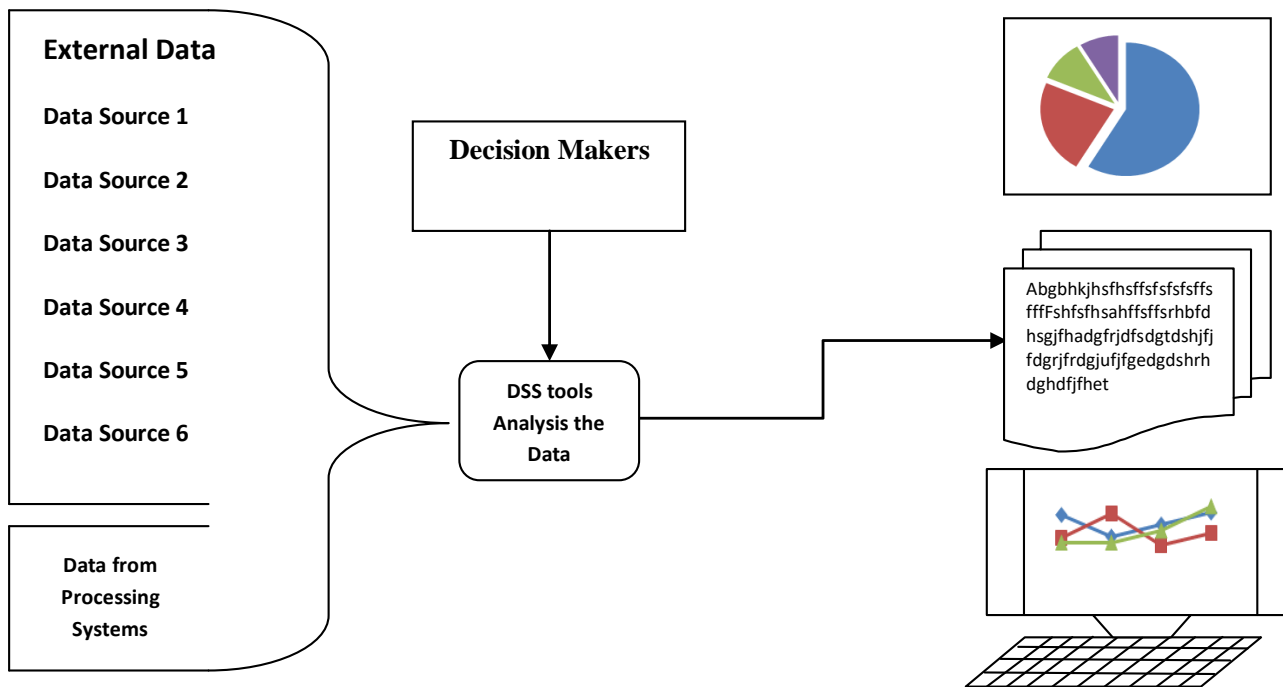 External Data
Data Source 1
Data Source 2
Data Source 3
Data Source 4
Data Source 5
Data Source 6
Data from
Processing
Systems
Decision Makers
DSS tools
Analysis the
Data
Abgbhkjhsfhsffsfsfsfsffs
fffFshfsfhsahffsffsrhbfd
hsgjfhadgfrjdfsdgtdshjfj
fdgrjfrdgjufjfgedgdshrh
dghdfjfhet